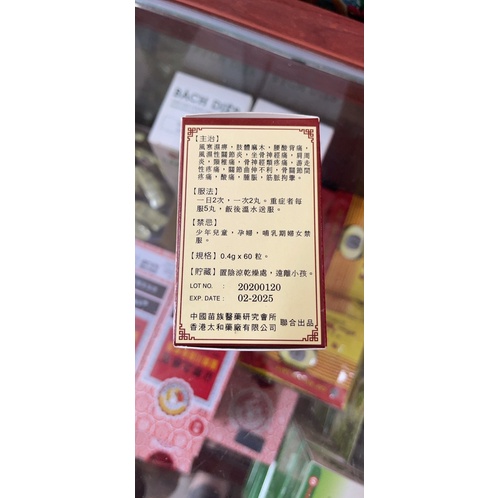 BACH DIỆP
【主治】
風寒濕痹，肢體麻木，腰酸背痛，
風濕性關節炎，坐骨神經痛，肩周
炎，頸椎痛，骨神經類疼痛，游走
性疼痛，關節曲伸不利，骨關節間
疼痛，酸痛，腫脹，筋脈拘攣。
【服法】
一日2次，一次2丸。重症者每
服5丸，飯後溫水送服。
【禁忌】
少年兒童，孕婦，哺乳期婦女禁
服。
【規格】0.4g x 60 粒。
【貯藏】置陰涼乾燥處，遠離小孩。
LOT NO.: 20200120
EXP. DATE: 02-2025
中國苗族醫藥研究會所
香港太和藥廠有限公司
聯合出品